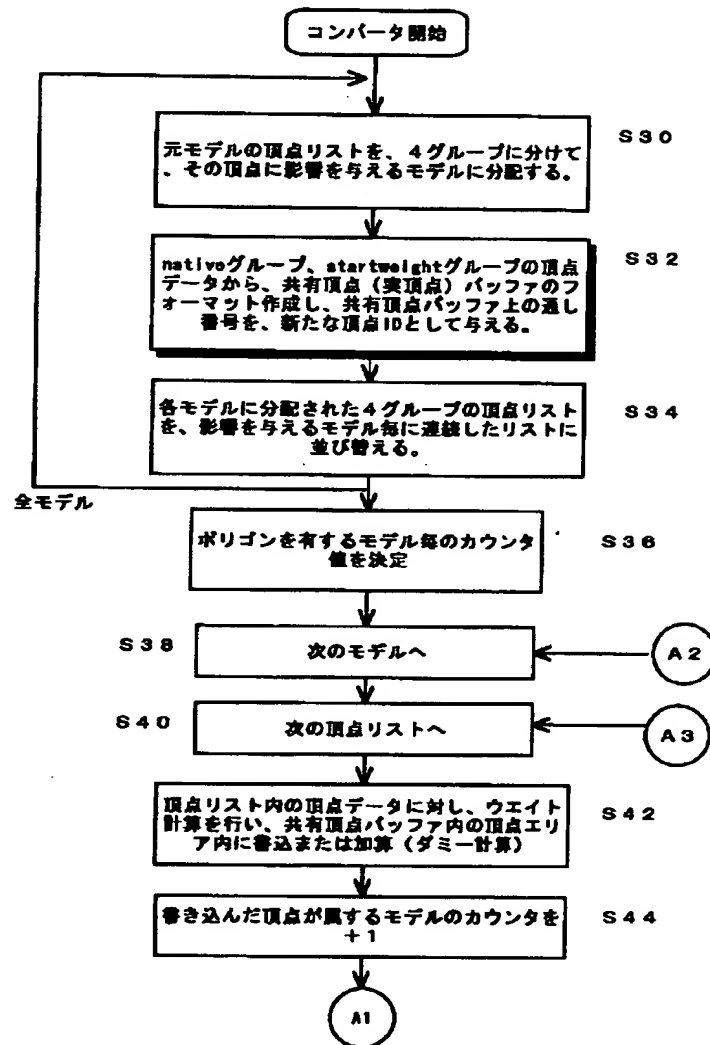 コンバータ開始
S30
元モデルの頂点リストを、4グループに分けて
、その頂点に影響を与えるモデルに分配する。
S32
nativeグループ、startweightグループの頂点
データから、共有頂点（実頂点）バッファのフ
ォーマット作成し、共有頂点バッファ上の通し
番号を、新たな頂点IDとして与える。
S34
各モデルに分配された4グループの頂点リスト
を、影響を与えるモデル毎に連続したリストに
並び替える。
全モデル
S36
ポリゴンを有するモデル毎のカウンタ
値を決定
S38
次のモデルへ
A2
S40
次の頂点リストへ
A3
S42
頂点リスト内の頂点データに対し、ウエイト
計算を行い、共有頂点バッファ内の頂点エリ
ア内に書込または加算（ダミー計算）
S44
書き込んだ頂点が属するモデルのカウンタを
＋1
A1